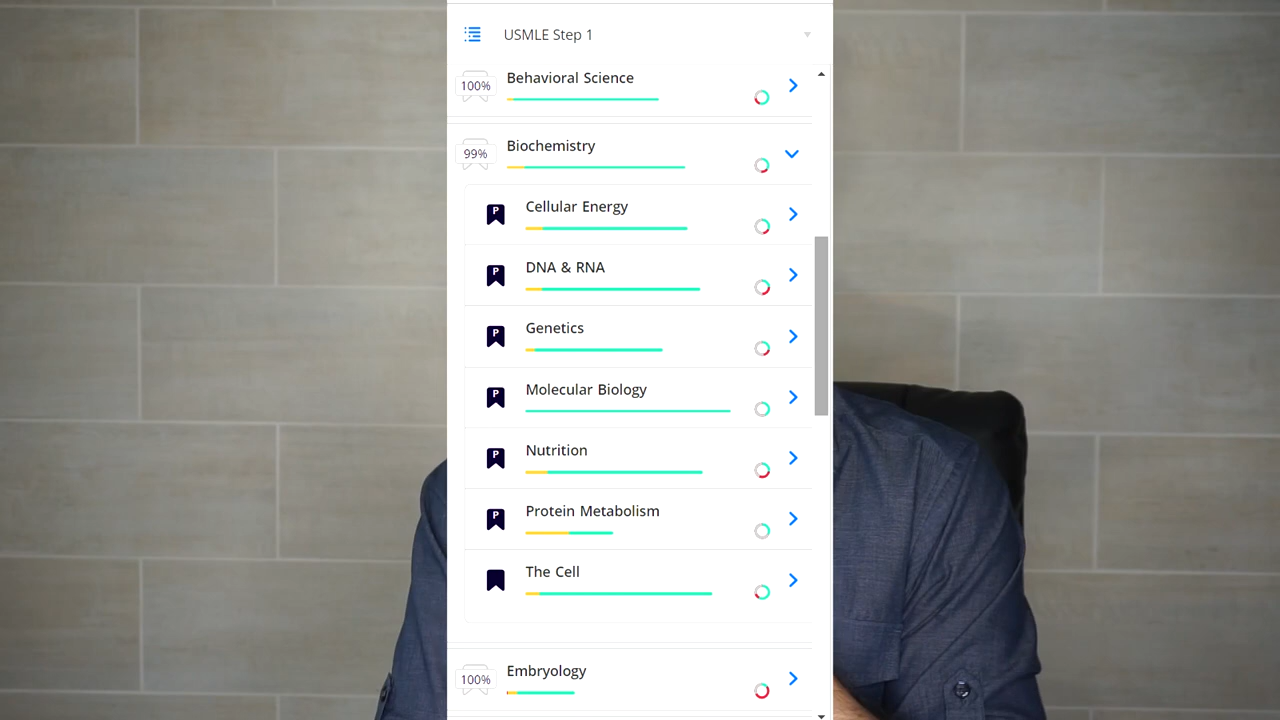 USMLE Step 1
Behavioral Science
100%
Biochemistry
99%
P
Cellular Energy
P
DNA & RNA
P
Genetics
P
Molecular Biology
P
Nutrition
P
Protein Metabolism
The Cell
Embryology
100%